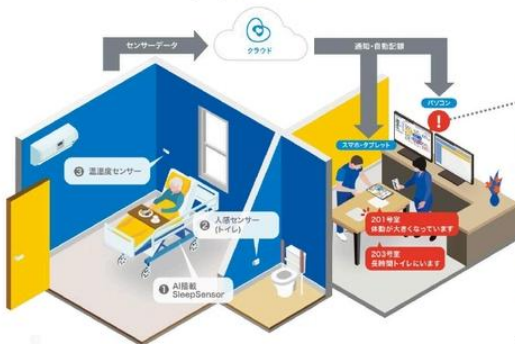 センサーデータ
クラウド
通知・自動記録
パソコン
スマホ・タブレット
❸ 温湿度センサー
❷ 人感センサー
(トイレ)
❶ AI搭載
SleepSensor
201号室
体動が大きくなっています
203号室
長時間トイレにいます